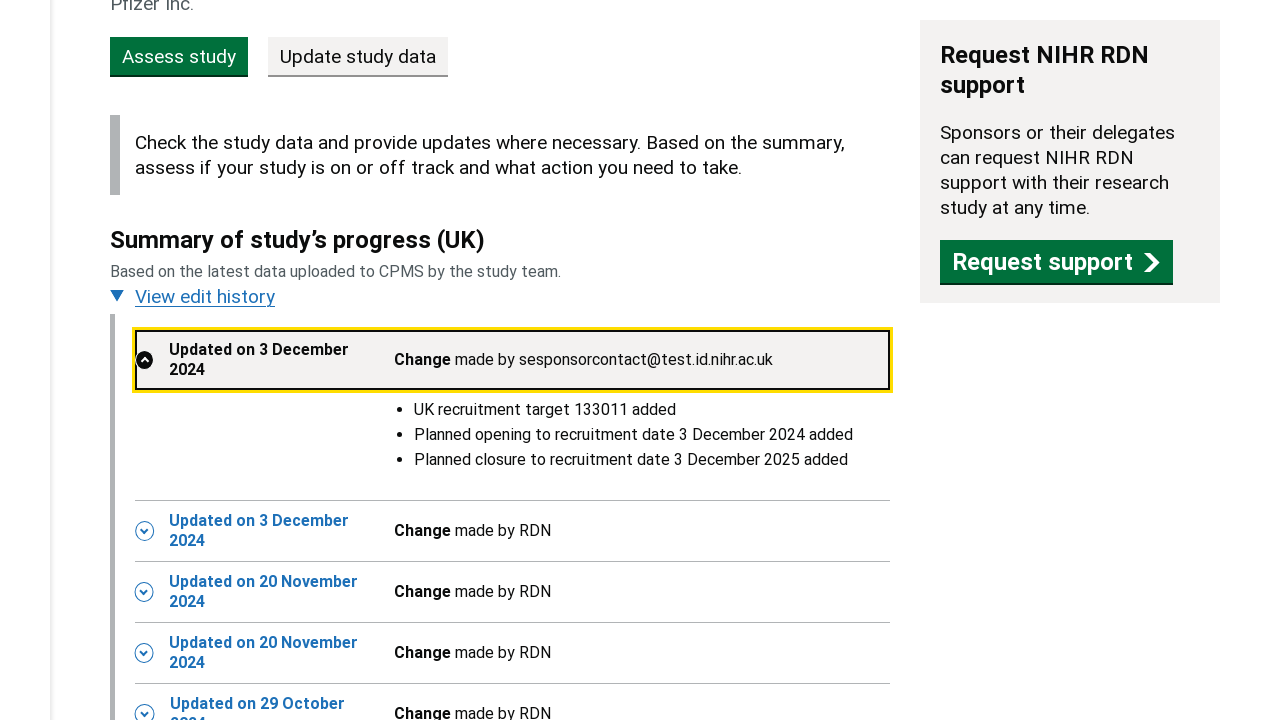 Pfizer Inc.
Assess study
Update study data
Check the study data and provide updates where necessary. Based on the summary,
assess if your study is on or off track and what action you need to take.
Summary of study’s progress (UK)
Based on the latest data uploaded to CPMS by the study team.
View edit history
Updated on 3 December
2024
Change made by sesponsorcontact@test.id.nihr.ac.uk
UK recruitment target 133011 added
Planned opening to recruitment date 3 December 2024 added
Planned closure to recruitment date 3 December 2025 added
Updated on 3 December
2024
Change made by RDN
Updated on 20 November
2024
Change made by RDN
Updated on 20 November
2024
Change made by RDN
Updated on 29 October
2024
Change made by RDN
Request NIHR RDN
support
Sponsors or their delegates
can request NIHR RDN
support with their research
study at any time.
Request support